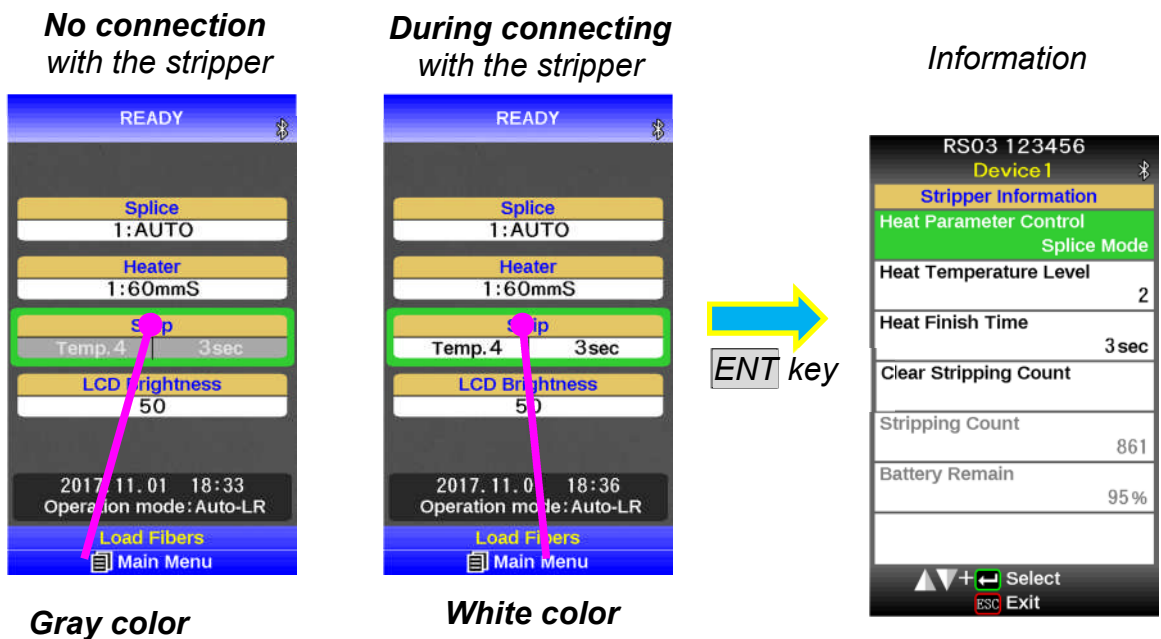 No connection
with the stripper
READY
Splice
1:AUTO
Heater
1:60mmS
Temp.4 3sec
LCD Brightness
50
2017.11.01 18:33
Operation mode:Auto-LR
Load Fibers
Main Menu
Gray color
During connecting
with the stripper
READY
Splice
1:AUTO
Heater
1:60mmS
Temp.4 3sec
LCD Brightness
50
2017.11.0 18:36
Operation mode:Auto-LR
Load Fibers
Main Menu
White color
ENT key
Information
RS03 123456
Device1
Stripper Information
Heat Parameter Control
Splice Mode
Heat Temperature Level
2
Heat Finish Time
3sec
Clear Stripping Count
Stripping Count
861
Battery Remain
95%
Select
ESC Exit